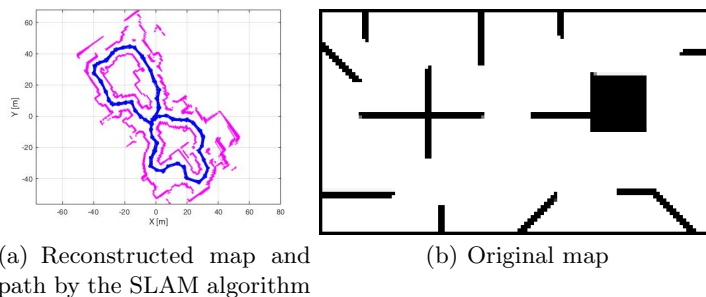 60
40
20
0
-20
-40
Y [m]
-60
-40
-20
0
20
40
60
80
X [m]
(a) Reconstructed map and
path by the SLAM algorithm
(b) Original map